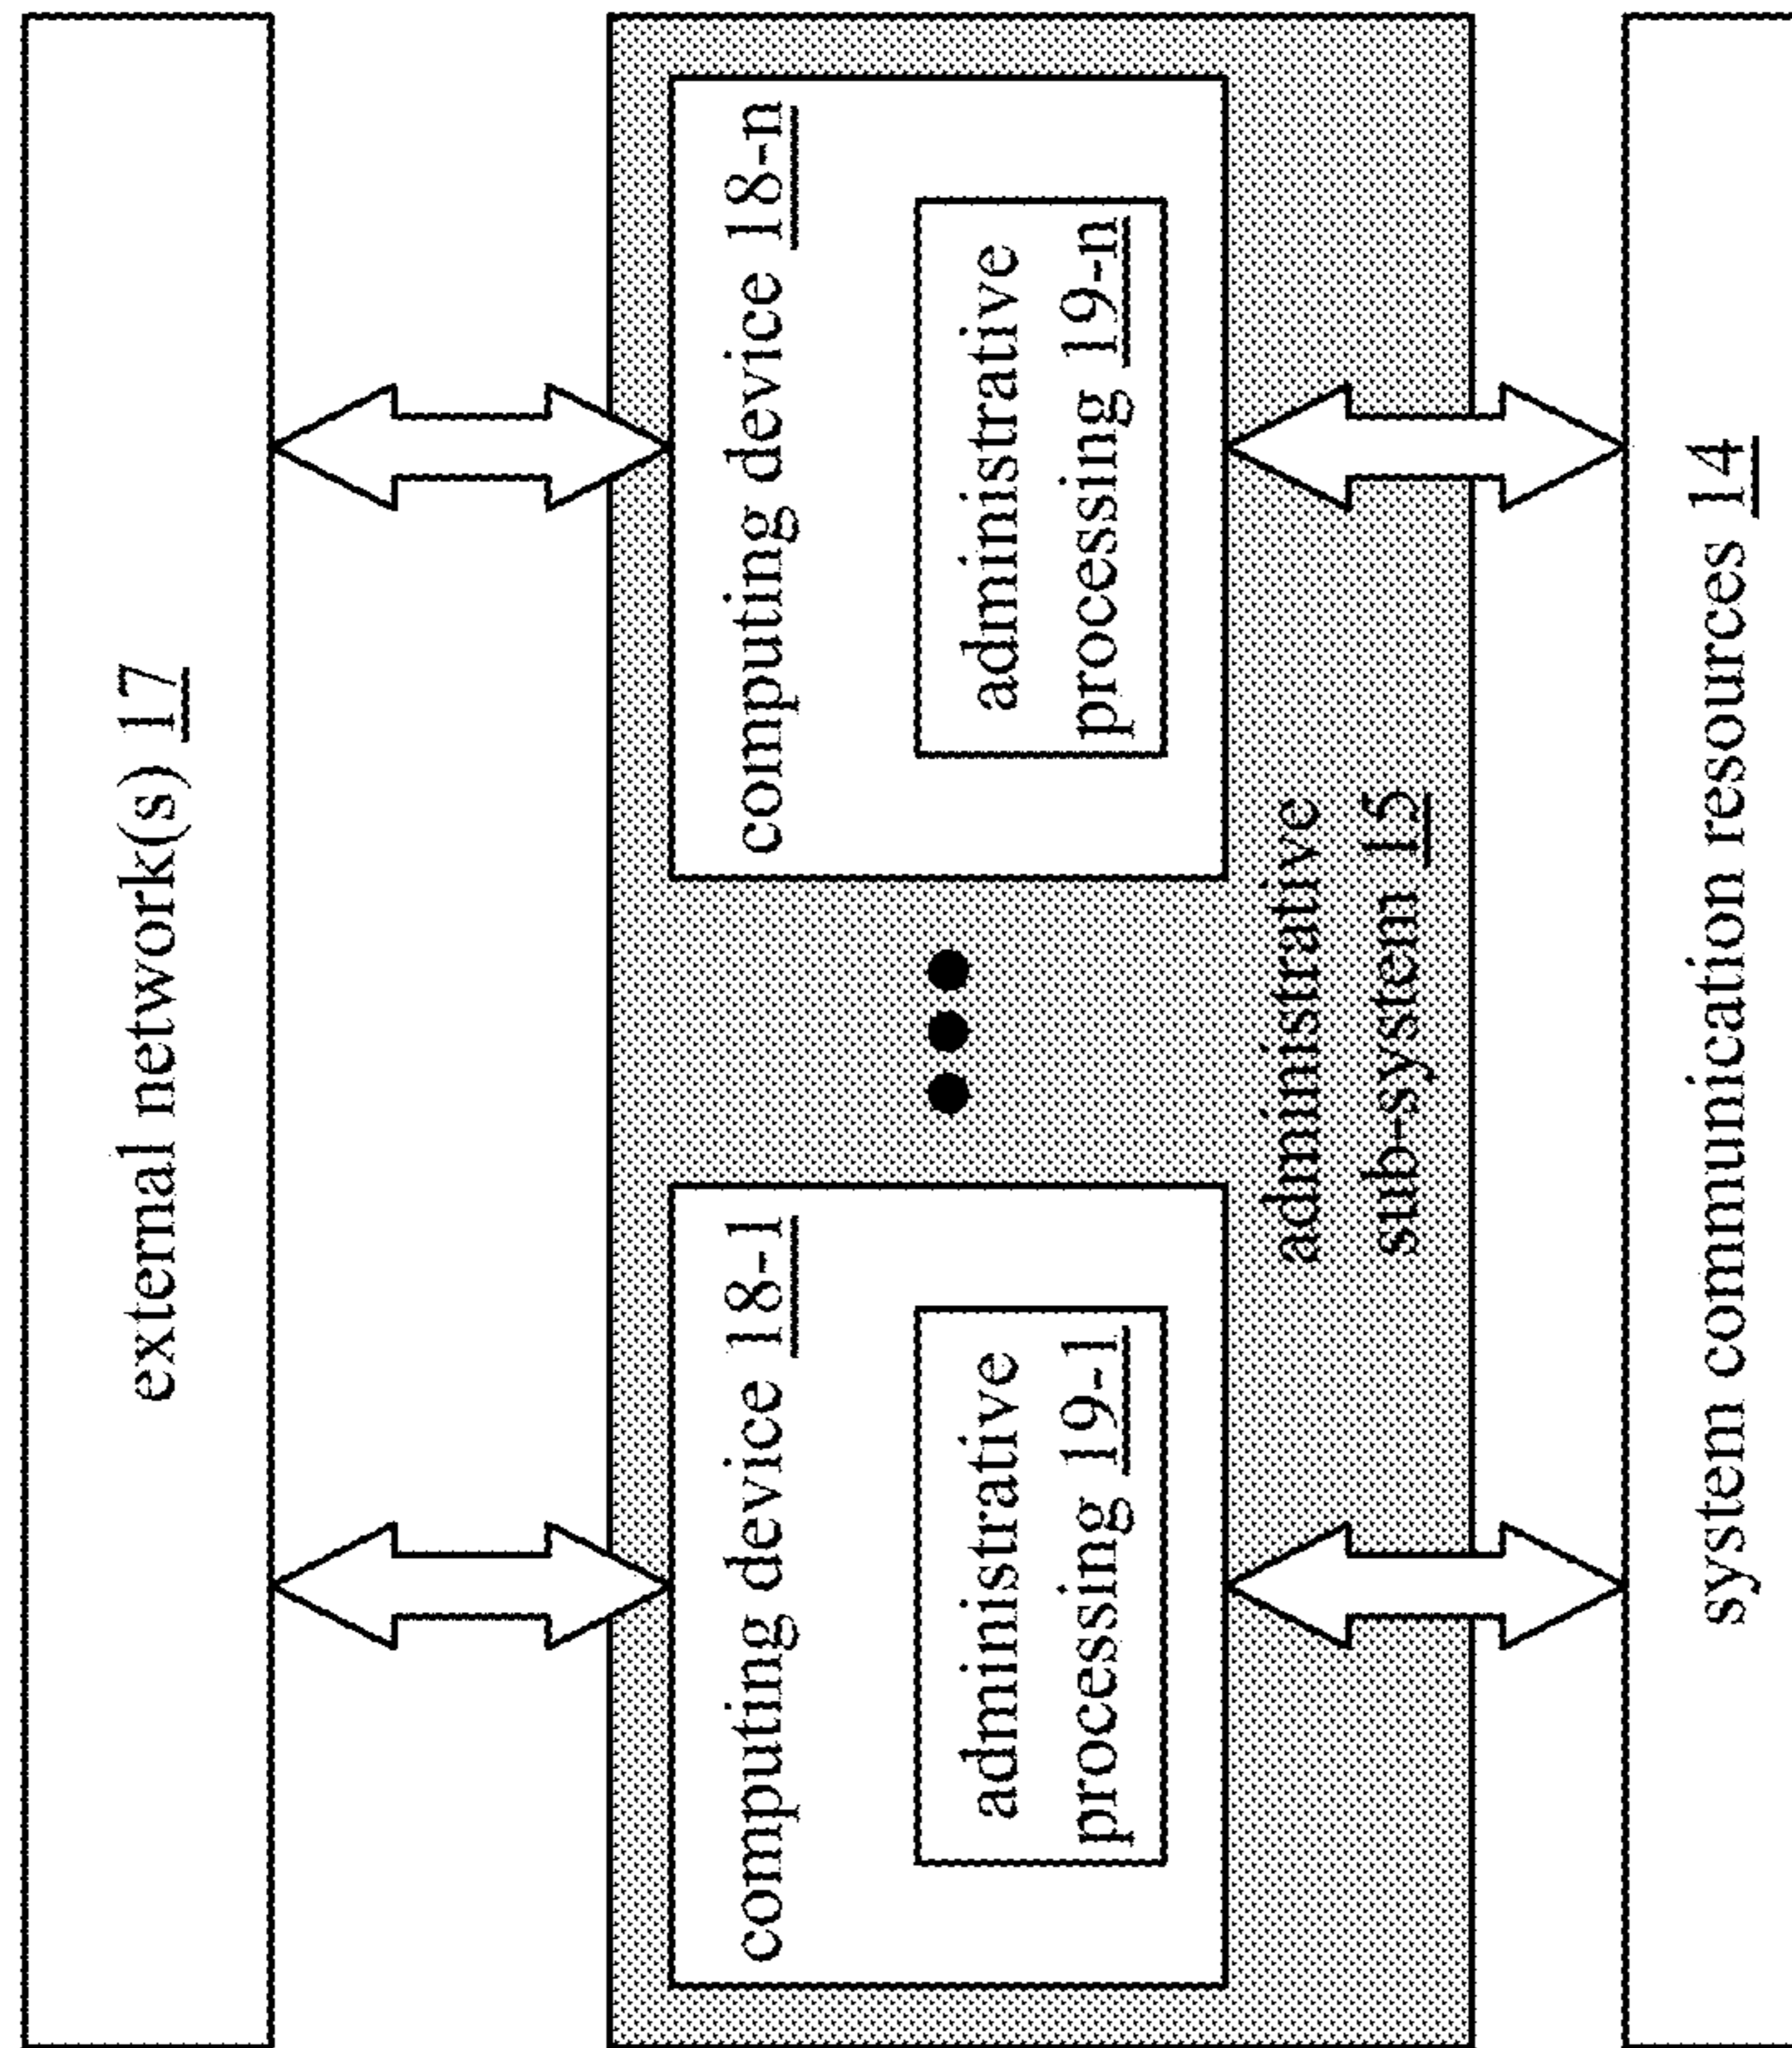 external network(s) 17
computing device 18-1
administrative
processing 19-1
computing device 18-n
administrative
processing 19-n
administrative
sub-system 15
system communication resources 14